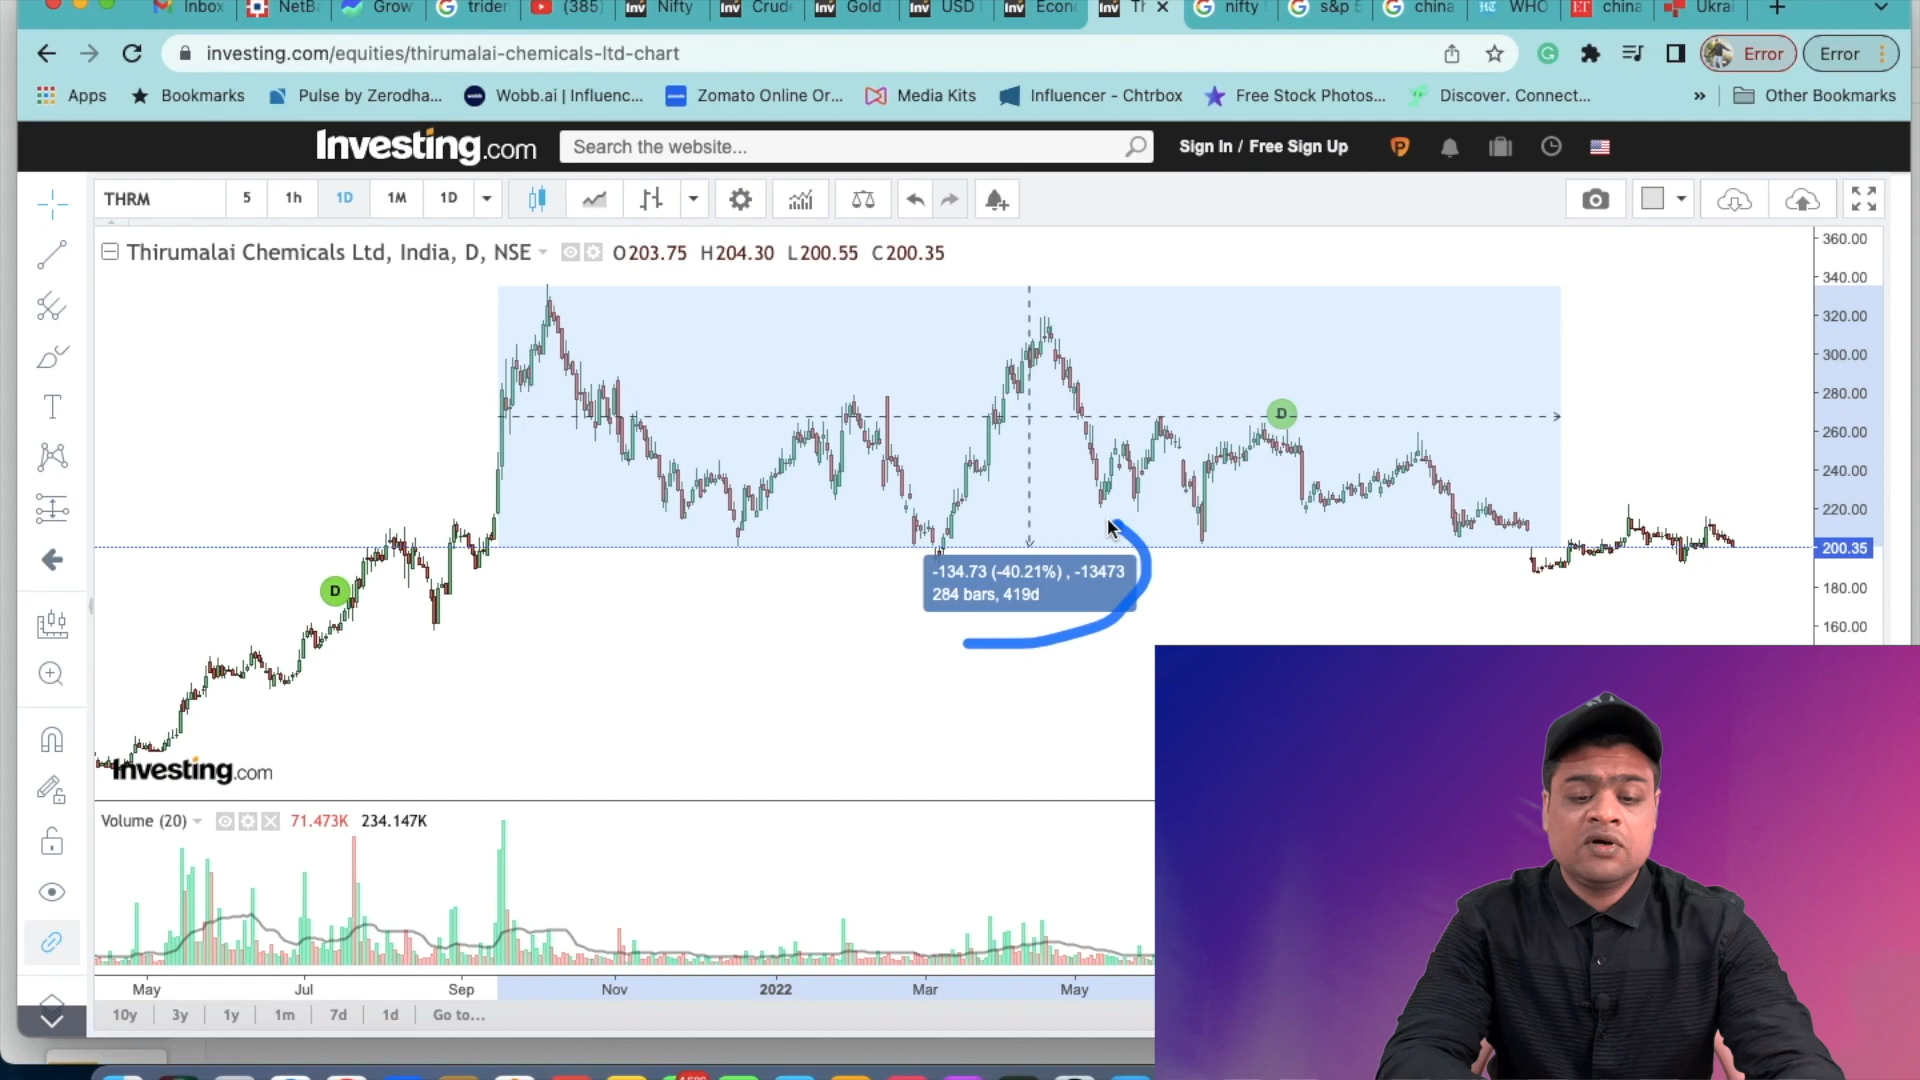 Inbox NetB Grow trider (385) Nifty Crude Gold USD Econ Th nifty s&p 5 china WHO china Ukrai
investing.com/equities/thirumalai-chemicals-ltd-chart Error Error
Apps Bookmarks Pulse by Zerodha... Wobb.ai | Influenc... Zomato Online Or... Media Kits Influencer - Chtrbox Free Stock Photos... Discover. Connect... » Other Bookmarks
Investing.com Search the website... Sign In / Free Sign Up
THRM 5 1h 1D 1M 1D
Thirumalai Chemicals Ltd, India, D, NSE O203.75 H204.30 L200.55 C200.35
360.00
340.00
320.00
300.00
280.00
D
260.00
240.00
220.00
200.35
-134.73 (-40.21%) , -13473
284 bars, 419d
D
180.00
160.00
Investing.com
Volume (20) 71.473K 234.147K
May Jul Sep Nov 2022 Mar May
10y 3y 1y 1m 7d 1d Go to...